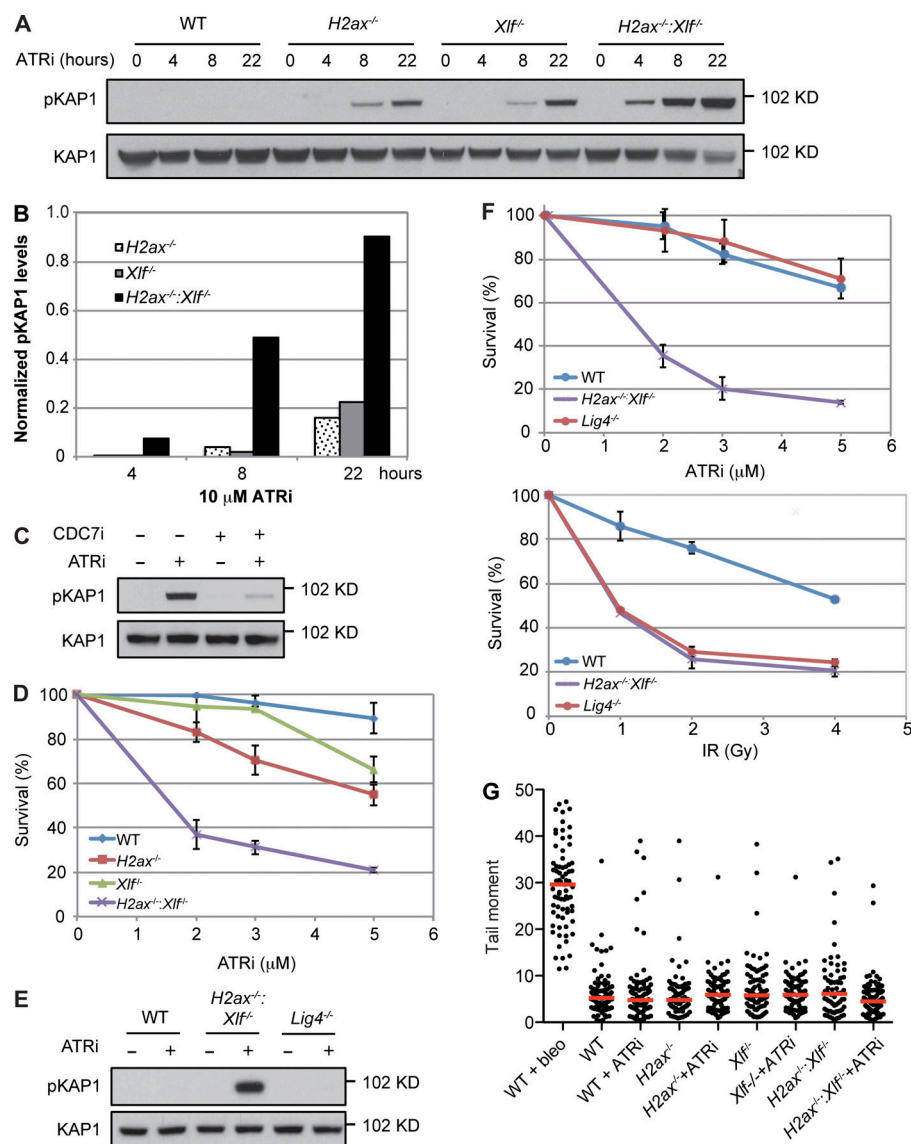 A
WT H2ax-/- Xlf-/- H2ax-/-:Xlf-/-
ATRi (hours) 0 4 8 22 0 4 8 22 0 4 8 22 0 4 8 22
pKAP1 102 KD
KAP1 102 KD
B
Normalized pKAP1 levels
1.0
0.8
0.6
0.4
0.2
0
H2ax-/-
Xlf-/-
H2ax-/-:Xlf-/-
4 8 22 hours
10 μM ATRi
C
CDC7i – – + +
ATRi – + – +
pKAP1 102 KD
KAP1 102 KD
D
Survival (%)
100
80
60
40
20
0
WT
H2ax-/-
Xlf-/-
H2ax-/-:Xlf-/-
0 1 2 3 4 5 6
ATRi (μM)
E
WT H2ax-/-:Xlf-/- Lig4-/-
ATRi – + – + – +
pKAP1 102 KD
KAP1 102 KD
F
Survival (%)
100
80
60
40
20
0
WT
H2ax-/-:Xlf-/-
Lig4-/-
0 1 2 3 4 5 6
ATRi (μM)
Survival (%)
100
80
60
40
20
0
WT
H2ax-/-:Xlf-/-
Lig4-/-
0 1 2 3 4 5
IR (Gy)
G
Tail moment
50
40
30
20
10
0
WT + bleo
WT
WT + ATRi
H2ax-/-
H2ax-/-+ATRi
Xlf-/-
Xlf-/-+ATRi
H2ax-/-:Xlf-/-
H2ax-/-:Xlf-/-+ATRi